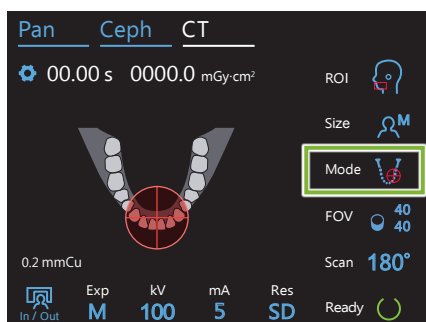 Pan Ceph CT
00.00 s 0000.0 mGy·cm²
ROI
Size M
Mode
FOV 40
40
0.2 mmCu
Scan 180°
Exp kV mA Res
In / Out M 100 5 SD
Ready